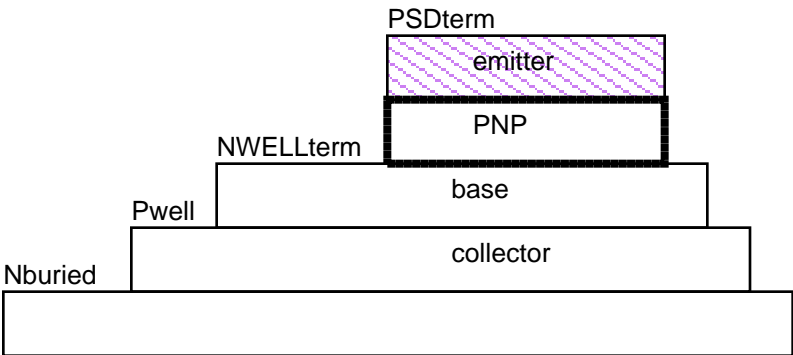 PSDterm
emitter
PNP
NWELLterm
base
Pwell
collector
Nburied